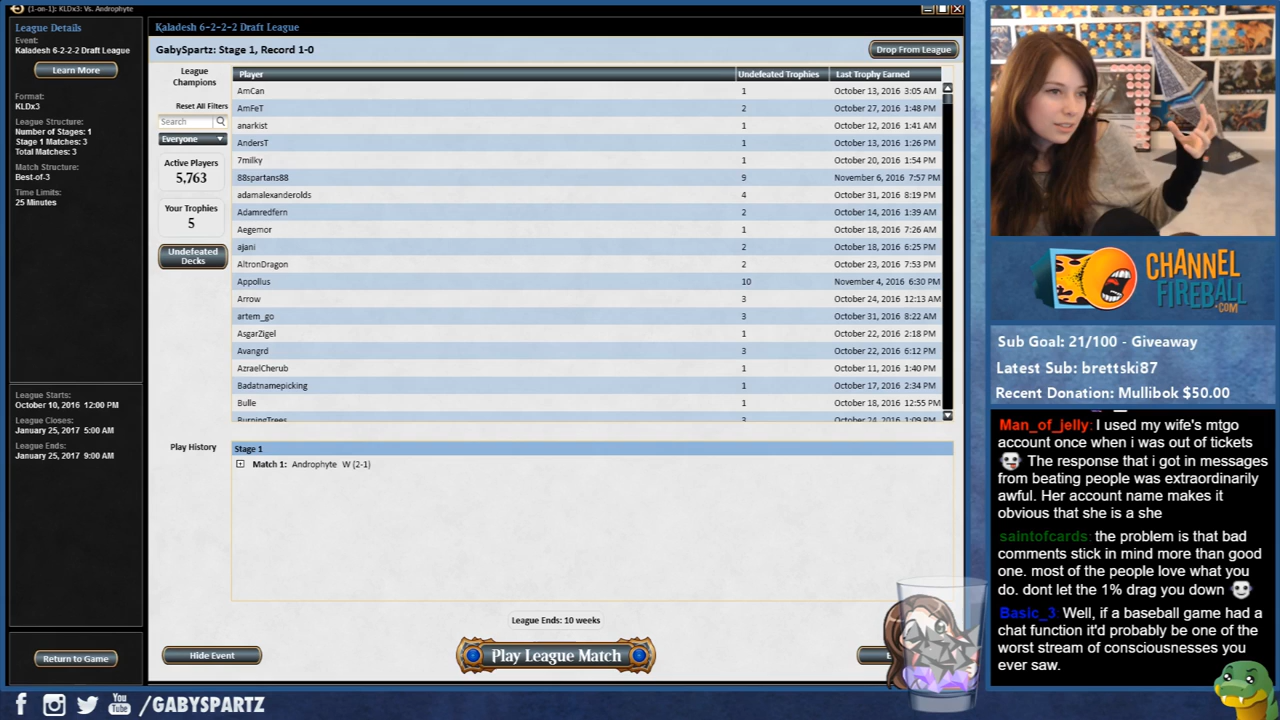 (1-on-1): KLDx3: Vs. Androphyte
League Details
Event:
Kaladesh 6-2-2-2 Draft League
Learn More
Format:
KLDx3
League Structure:
Number of Stages: 1
Stage 1 Matches: 3
Total Matches: 3
Match Structure:
Best-of-3
Time Limits:
25 Minutes
League Starts:
October 10, 2016 12:00 PM
League Closes:
January 25, 2017 5:00 AM
League Ends:
January 25, 2017 9:00 AM
Return to Game
Kaladesh 6-2-2-2 Draft League
GabySpartz: Stage 1, Record 1-0
Drop From League
League
Champions
Reset All Filters
Search
Everyone
Active Players
5,763
Your Trophies
5
Undefeated
Decks
Player Undefeated Trophies Last Trophy Earned
AmCan 1 October 13, 2016 3:05 AM
AmFeT 2 October 27, 2016 1:48 PM
anarkist 1 October 12, 2016 1:41 AM
AndersT 1 October 13, 2016 1:26 PM
7milky 1 October 20, 2016 1:54 PM
88spartans88 9 November 6, 2016 7:57 PM
adamalexanderolds 4 October 31, 2016 8:19 PM
Adamredfern 2 October 14, 2016 1:39 AM
Aegemor 1 October 18, 2016 7:26 AM
ajani 2 October 18, 2016 6:25 PM
AltronDragon 2 October 23, 2016 7:53 PM
Appolius 10 November 4, 2016 6:30 PM
Arrow 3 October 24, 2016 12:13 AM
artem_go 3 October 31, 2016 8:22 AM
AsgarZigel 1 October 22, 2016 2:18 PM
Avangrd 3 October 22, 2016 6:12 PM
AzraelCherub 1 October 11, 2016 1:40 PM
Badatnamepicking 1 October 17, 2016 2:34 PM
Bulle 1 October 18, 2016 12:55 PM
BurningTrees 3 October 24, 2016 1:09 PM
Play History
Stage 1
Match 1: Androphyte W (2-1)
League Ends: 10 weeks
Hide Event
Play League Match
CHANNEL
FIREBALL
.COM
Sub Goal: 21/100 - Giveaway
Latest Sub: brettski87
Recent Donation: Mullibok $50.00
Man_of_jelly: I used my wife's mtgo
account once when i was out of tickets
The response that i got in messages
from beating people was extraordinarily
awful. Her account name makes it
obvious that she is a she
saintofcards: the problem is that bad
comments stick in mind more than good
one. most of the people love what you
do. dont let the 1% drag you down
Basic_3: Well, if a baseball game had a
chat function it'd probably be one of the
worst stream of consciousnesses you
ever saw.
You
Tube
/GABYSPARTZ